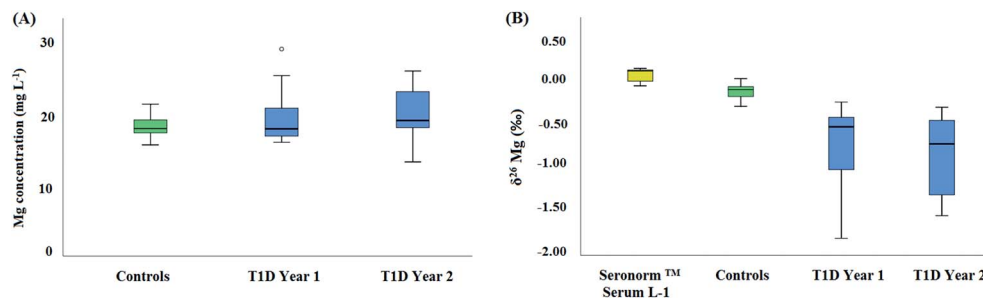 (A)
Mg concentration (mg L-1)
30
20
10
0
Controls
T1D Year 1
T1D Year 2
(B)
δ26 Mg (‰)
0.50
0.00
-0.50
-1.00
-1.50
-2.00
Seronorm ™
Serum L-1
Controls
T1D Year 1
T1D Year 2